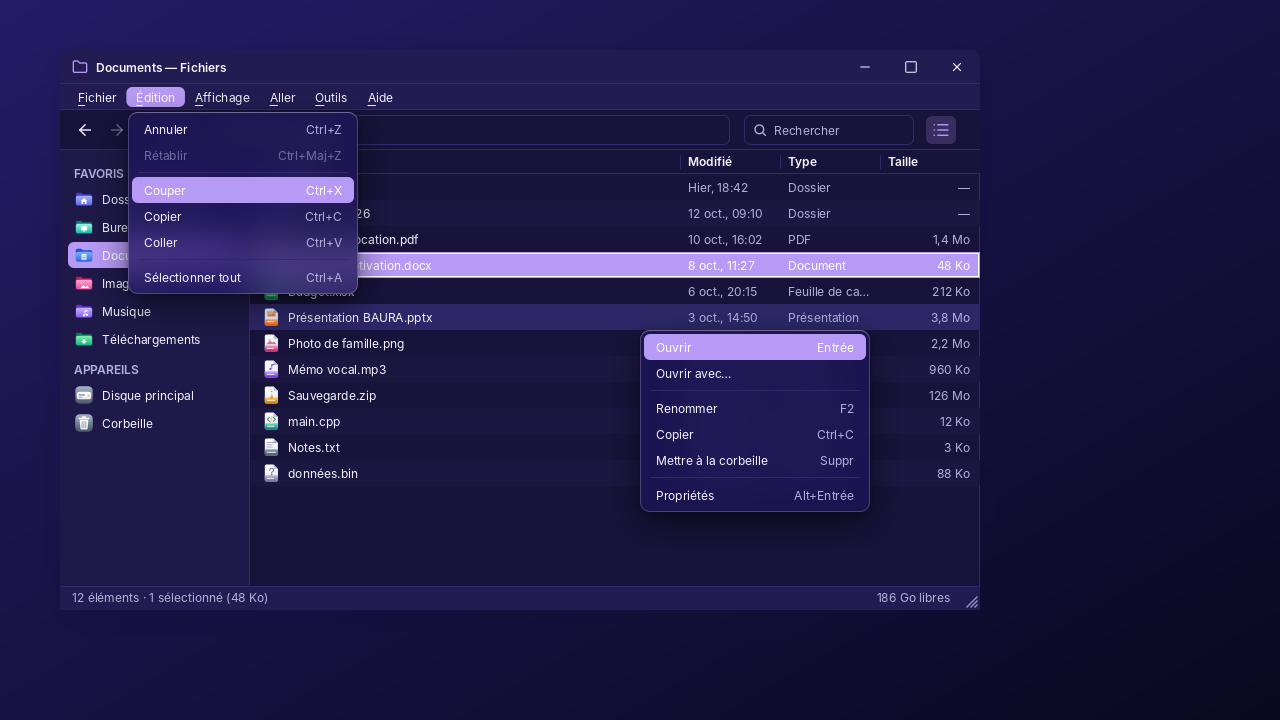 Documents — Fichiers
Fichier Édition Affichage Aller Outils Aide
Rechercher
Annuler Ctrl+Z
Rétablir Ctrl+Maj+Z
Couper Ctrl+X
Copier Ctrl+C
Coller Ctrl+V
Sélectionner tout Ctrl+A
FAVORIS
Musique
Téléchargements
APPAREILS
Disque principal
Corbeille
Modifié Type Taille
Hier, 18:42 Dossier —
26 12 oct., 09:10 Dossier —
ocation.pdf 10 oct., 16:02 PDF 1,4 Mo
tivation.docx 8 oct., 11:27 Document 48 Ko
Budget.xlsx 6 oct., 20:15 Feuille de ca… 212 Ko
Présentation BAURA.pptx 3 oct., 14:50 Présentation 3,8 Mo
Photo de famille.png 2,2 Mo
Mémo vocal.mp3 960 Ko
Sauvegarde.zip 126 Mo
main.cpp 12 Ko
Notes.txt 3 Ko
données.bin 88 Ko
Ouvrir Entrée
Ouvrir avec…
Renommer F2
Copier Ctrl+C
Mettre à la corbeille Suppr
Propriétés Alt+Entrée
12 éléments · 1 sélectionné (48 Ko) 186 Go libres